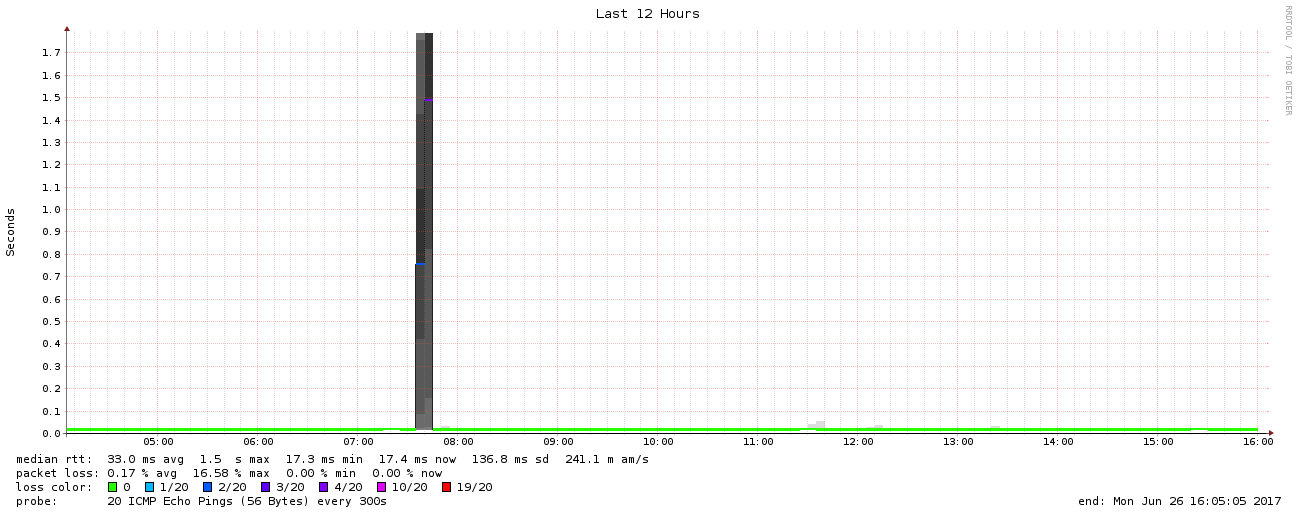 Last 12 Hours
RRDTOOL / TOBI OETIKER
Seconds
1.7
1.6
1.5
1.4
1.3
1.2
1.1
1.0
0.9
0.8
0.7
0.6
0.5
0.4
0.3
0.2
0.1
0.0
05:00 06:00 07:00 08:00 09:00 10:00 11:00 12:00 13:00 14:00 15:00 16:00
median rtt: 33.0 ms avg 1.5 s max 17.3 ms min 17.4 ms now 136.8 ms sd 241.1 m am/s
packet loss: 0.17 % avg 16.58 % max 0.00 % min 0.00 % now
loss color: 0 1/20 2/20 3/20 4/20 10/20 19/20
probe: 20 ICMP Echo Pings (56 Bytes) every 300s end: Mon Jun 26 16:05:05 2017